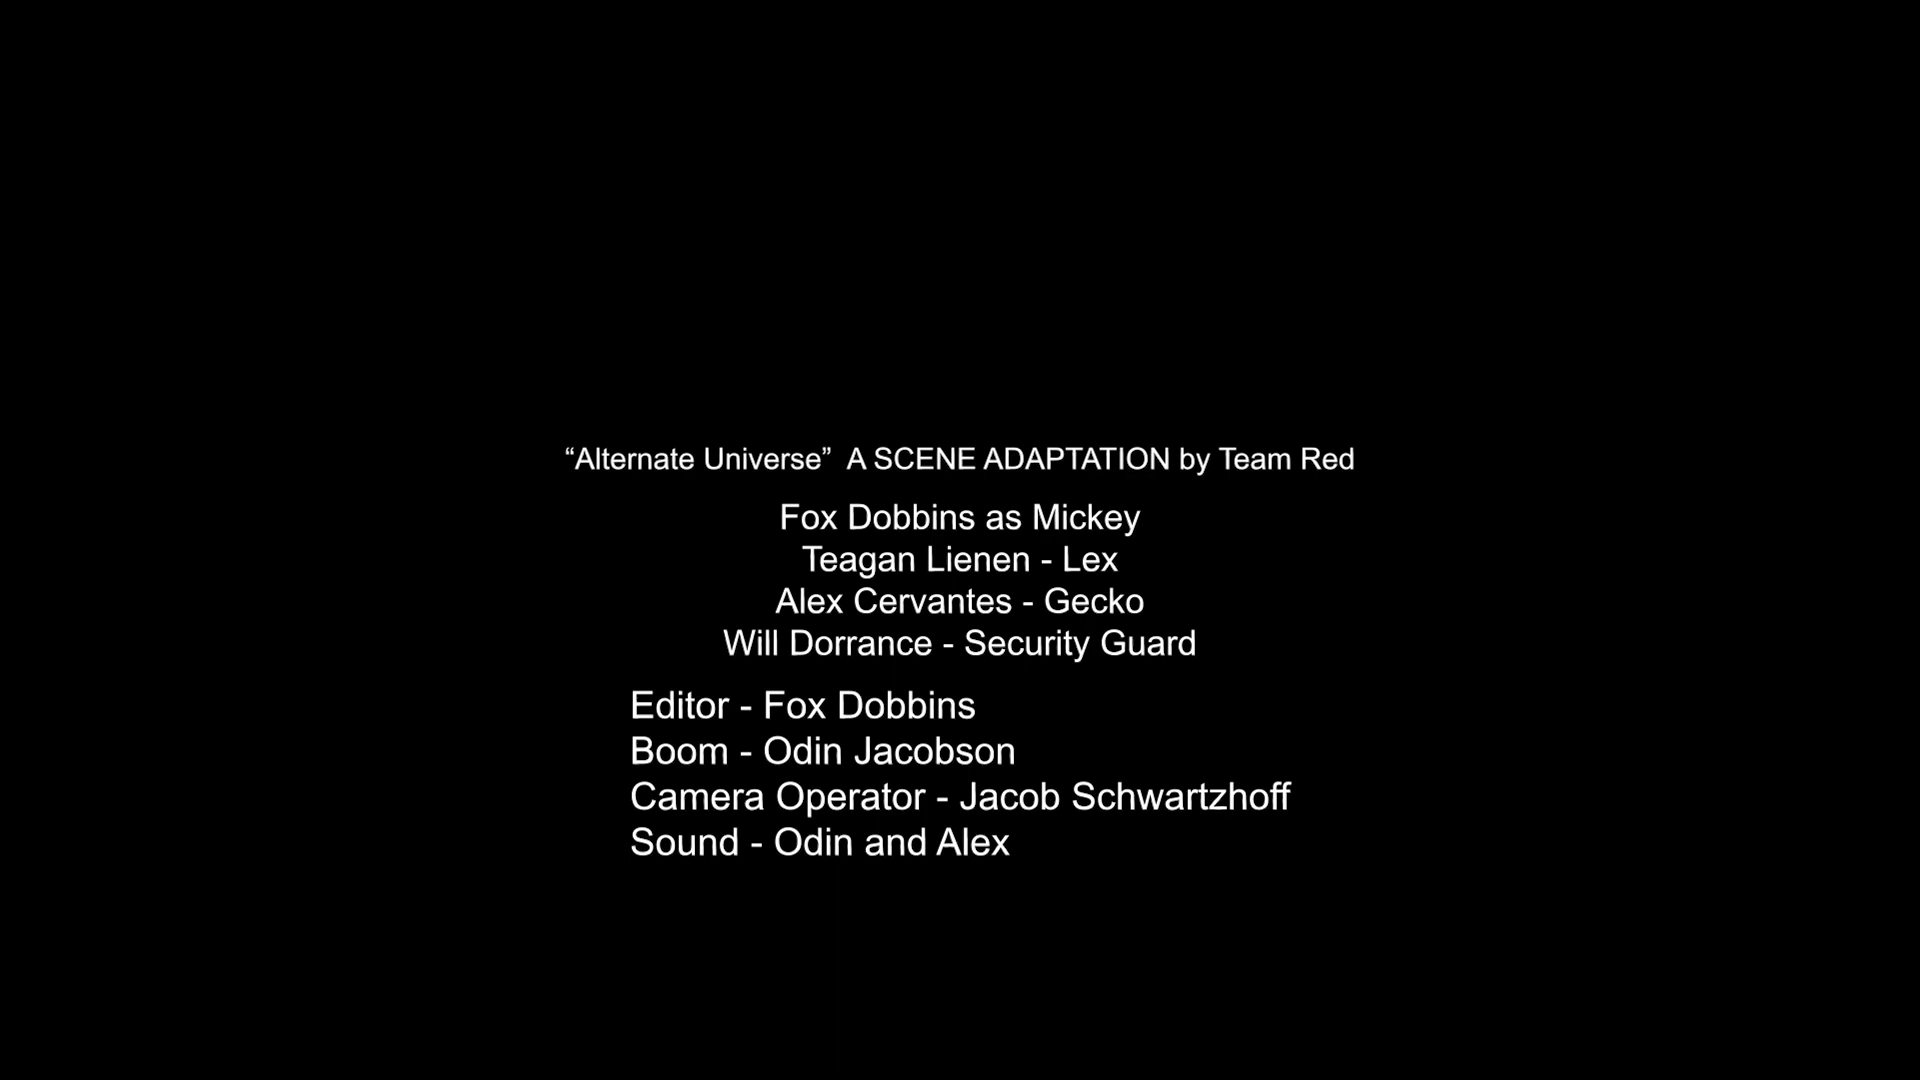 “Alternate Universe”  A SCENE ADAPTATION by Team Red
Fox Dobbins as Mickey
Teagan Lienen - Lex
Alex Cervantes - Gecko
Will Dorrance - Security Guard
Editor - Fox Dobbins
Boom - Odin Jacobson
Camera Operator - Jacob Schwartzhoff
Sound - Odin and Alex